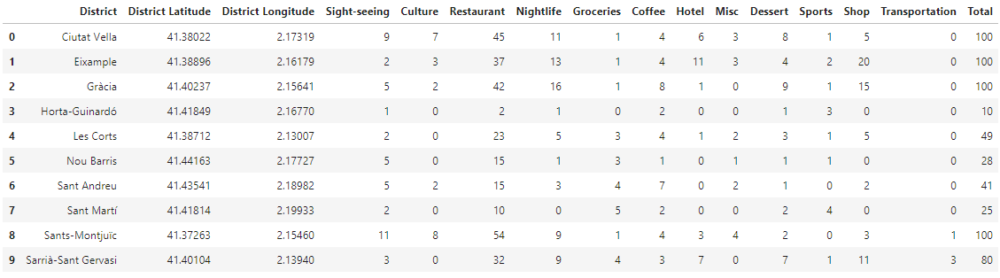 District District Latitude District Longitude Sight-seeing Culture Restaurant Nightlife Groceries Coffee Hotel Misc Dessert Sports Shop Transportation Total
0 Ciutat Vella 41.38022 2.17319 9 7 45 11 1 4 6 3 8 1 5 0 100
1 Eixample 41.38896 2.16179 2 3 37 13 1 4 11 3 4 2 20 0 100
2 Gràcia 41.40237 2.15641 5 2 42 16 1 8 1 0 9 1 15 0 100
3 Horta-Guinardó 41.41849 2.16770 1 0 2 1 0 2 0 0 1 3 0 0 10
4 Les Corts 41.38712 2.13007 2 0 23 5 3 4 1 2 3 1 5 0 49
5 Nou Barris 41.44163 2.17727 5 0 15 1 3 1 0 1 1 1 0 0 28
6 Sant Andreu 41.43541 2.18982 5 2 15 3 4 7 0 2 1 0 2 0 41
7 Sant Martí 41.41814 2.19933 2 0 10 0 5 2 0 0 2 4 0 0 25
8 Sants-Montjuïc 41.37263 2.15460 11 8 54 9 1 4 3 4 2 0 3 1 100
9 Sarrià-Sant Gervasi 41.40104 2.13940 3 0 32 9 4 3 7 0 7 1 11 3 80